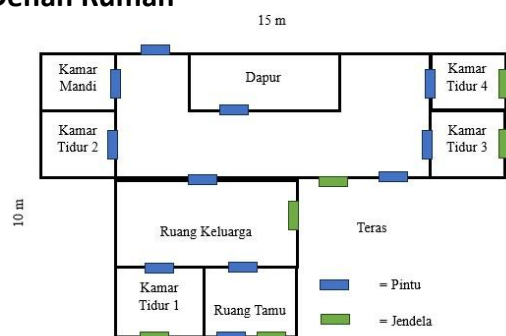 Denah Rumah
15 m
Kamar
Mandi
Dapur
Kamar
Tidur 4
Kamar
Tidur 2
Kamar
Tidur 3
10 m
Ruang Keluarga
Teras
Kamar
Tidur 1
Ruang Tamu
= Pintu
= Jendela